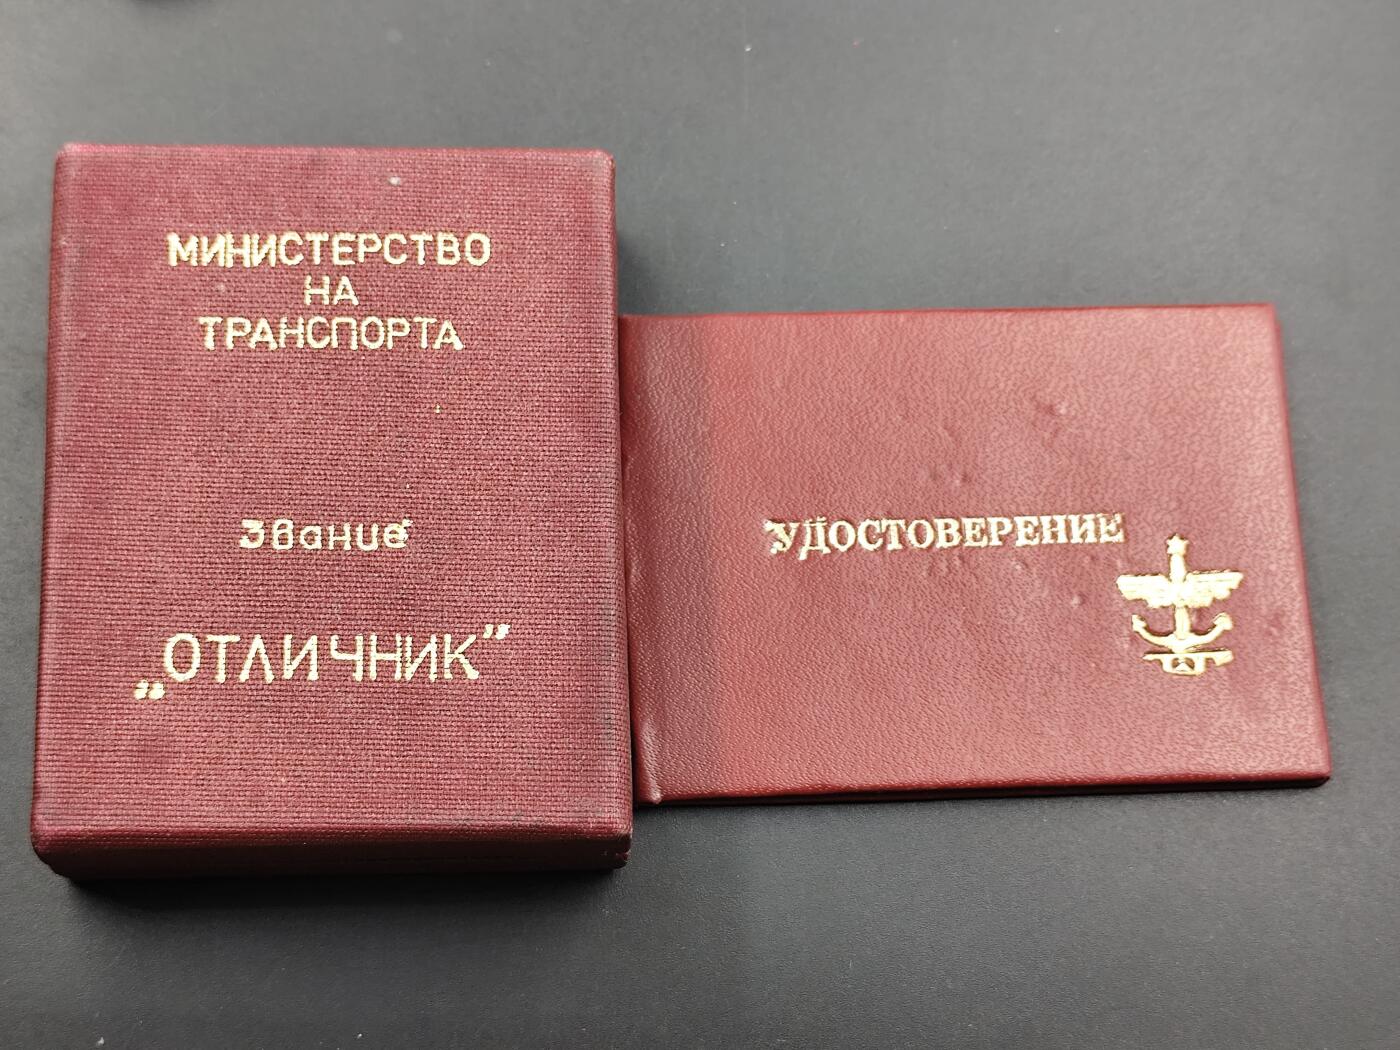 МИНИСТЕРСТВО
НА
ТРАНСПОРТА
Звание
„ОТЛИЧНИК”
УДОСТОВЕРЕНИЕ